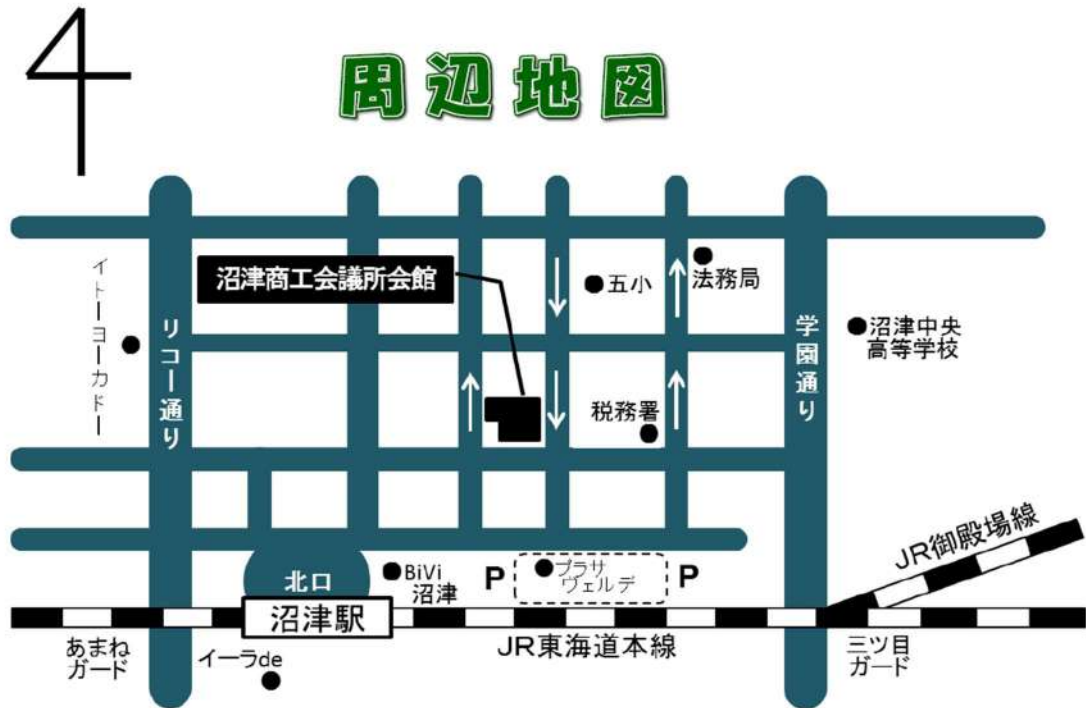 周辺地図
イトーヨーカドー
リコー通り
沼津商工会議所会館
五小
法務局
学園通り
沼津中央
高等学校
税務署
北口
BiVi
沼津
P
プラサ
ヴェルデ
P
JR御殿場線
沼津駅
あまね
ガード
イーラde
JR東海道本線
三ツ目
ガード